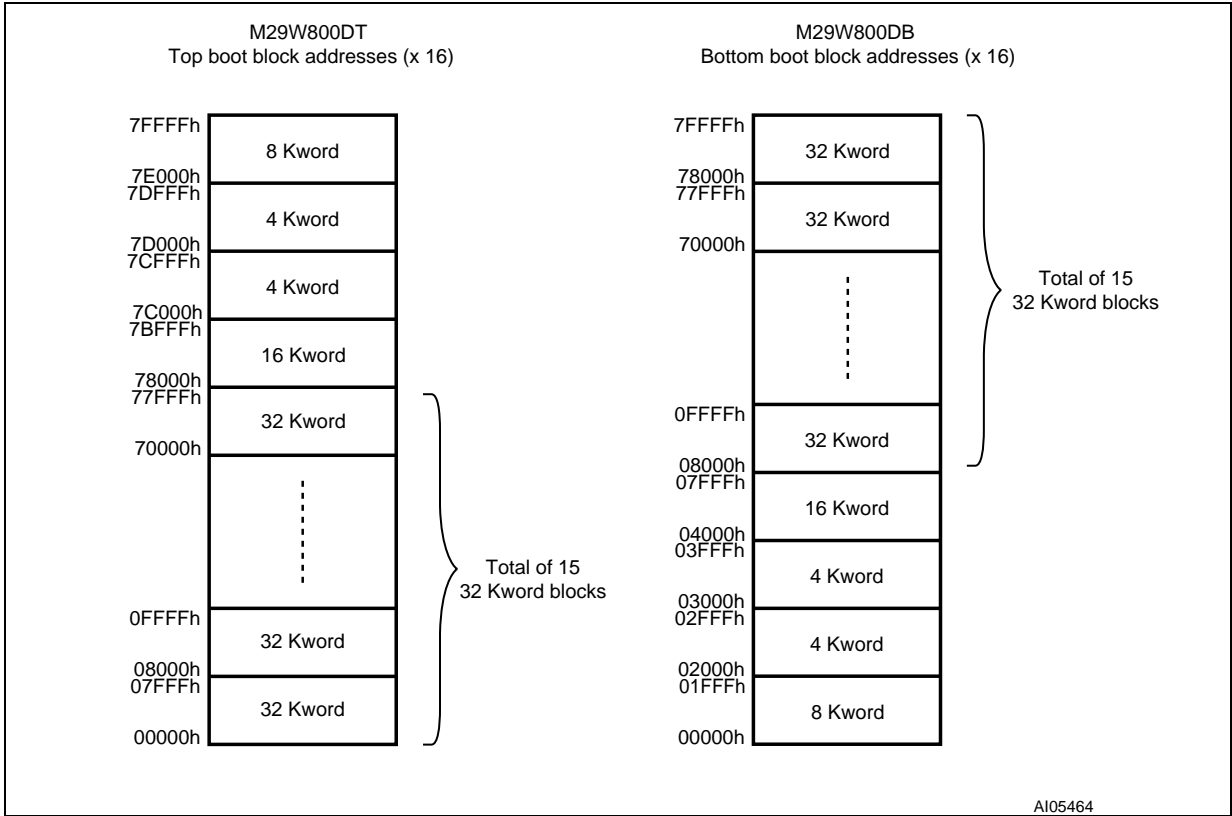 M29W800DT
Top boot block addresses (x 16)
7FFFFh
8 Kword
7E000h
7DFFFh
4 Kword
7D000h
7CFFFh
4 Kword
7C000h
7BFFFh
16 Kword
78000h
77FFFh
32 Kword
70000h
Total of 15
32 Kword blocks
0FFFFh
32 Kword
08000h
07FFFh
32 Kword
00000h
M29W800DB
Bottom boot block addresses (x 16)
7FFFFh
32 Kword
78000h
77FFFh
32 Kword
70000h
Total of 15
32 Kword blocks
0FFFFh
32 Kword
08000h
07FFFh
16 Kword
04000h
03FFFh
4 Kword
03000h
02FFFh
4 Kword
02000h
01FFFh
8 Kword
00000h
AI05464